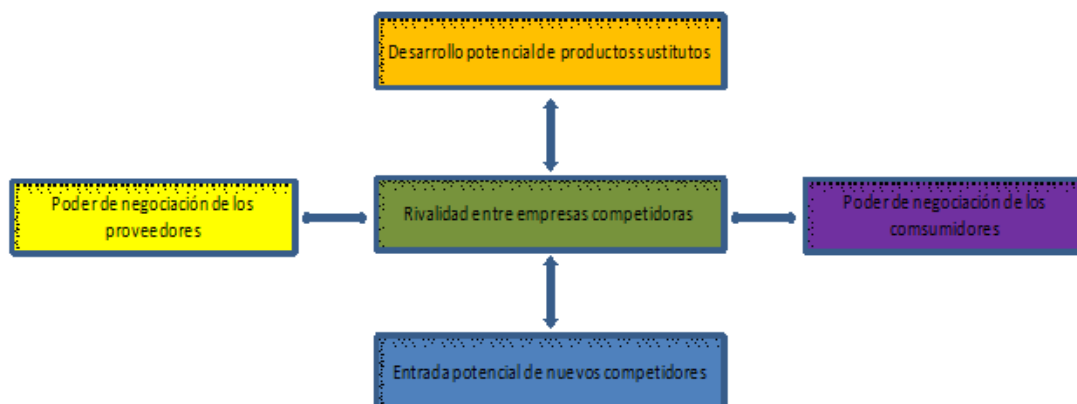 Desarrollo potencial de productos sustitutos
Poder de negociación de los
proveedores
Rivalidad entre empresas competidoras
Poder de negociación de los
comsumidores
Entrada potencial de nuevos competidores